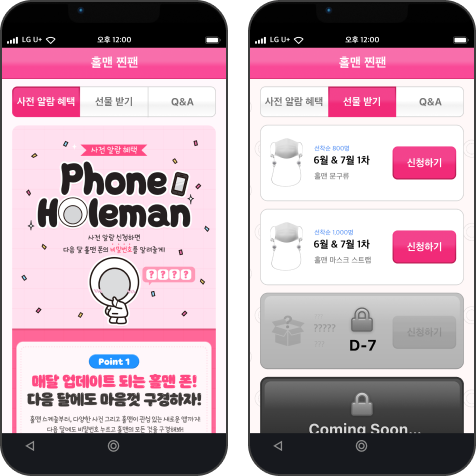 LG U+
오후 12:00
홀맨 찐팬
사전 알람 혜택
선물 받기
Q&A
사전 알람 혜택
Phone
Holeman
사전 알람 신청하면
다음 달 홀맨 폰의 비밀번호를 알려줄게!
????
Point 1
매달 업데이트 되는 홀맨 폰!
다음 달에도 마음껏 구경하자!
홀맨 스케줄부터, 다양한 사진 그리고 홀맨이 관심 있는 새로운 앱까지!
다음 달에도 비밀번호 누르고 홀맨의 모든 것을 구경해봐!
LG U+
오후 12:00
홀맨 찐팬
사전 알람 혜택
선물 받기
Q&A
선착순 800명
6월 & 7월 1차
홀맨 문구류
신청하기
선착순 1,000명
6월 & 7월 1차
홀맨 마스크 스트랩
신청하기
?????
???
D-7
신청하기
Coming Soon...